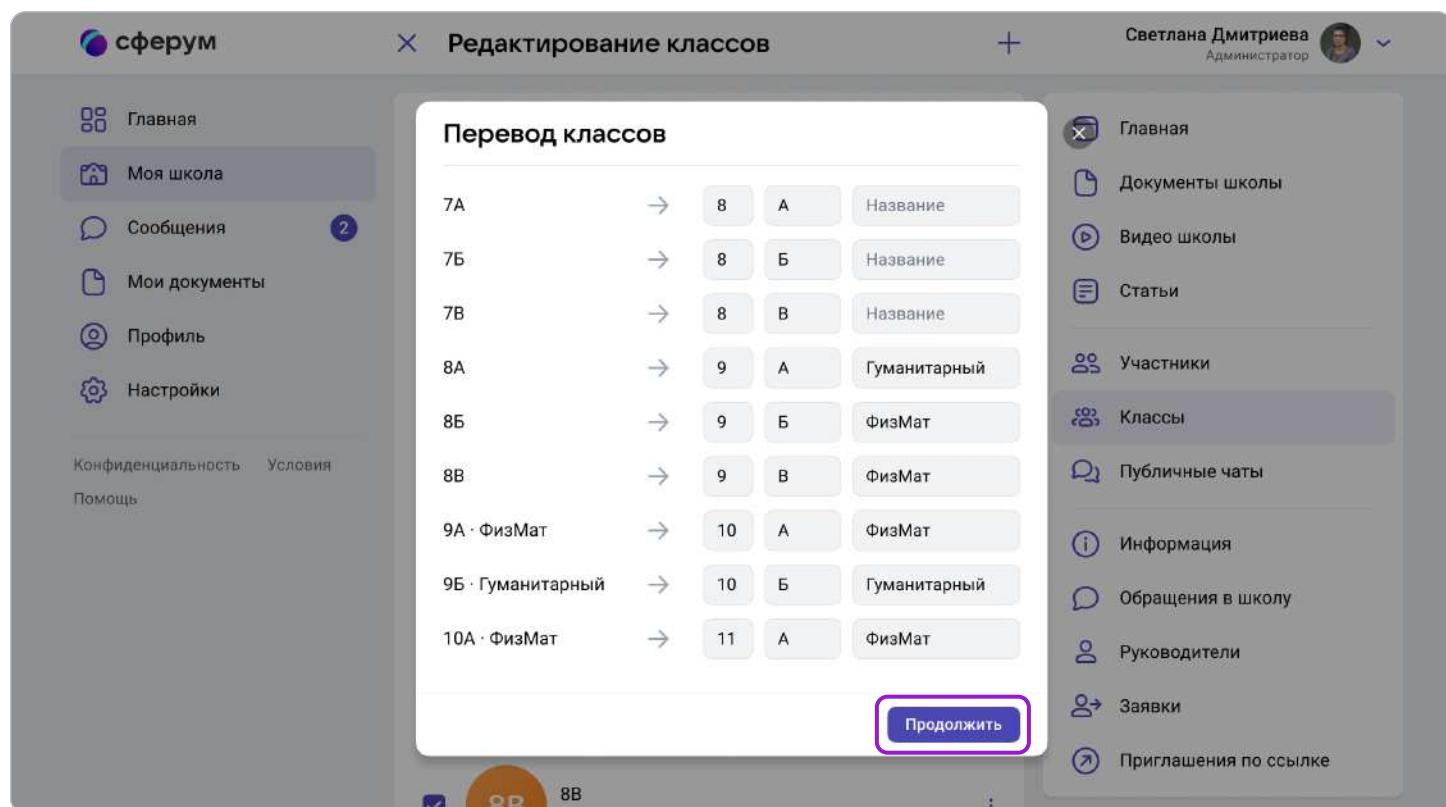 сферум
Редактирование классов
Светлана Дмитриева
Администратор
Главная
Моя школа
Сообщения 2
Мои документы
Профиль
Настройки
Конфиденциальность Условия
Помощь
Перевод классов
7А → 8 А Название
7Б → 8 Б Название
7В → 8 В Название
8А → 9 А Гуманитарный
8Б → 9 Б ФизМат
8В → 9 В ФизМат
9А · ФизМат → 10 А ФизМат
9Б · Гуманитарный → 10 Б Гуманитарный
10А · ФизМат → 11 А ФизМат
Продолжить
8В
8В
Главная
Документы школы
Видео школы
Статьи
Участники
Классы
Публичные чаты
Информация
Обращения в школу
Руководители
Заявки
Приглашения по ссылке